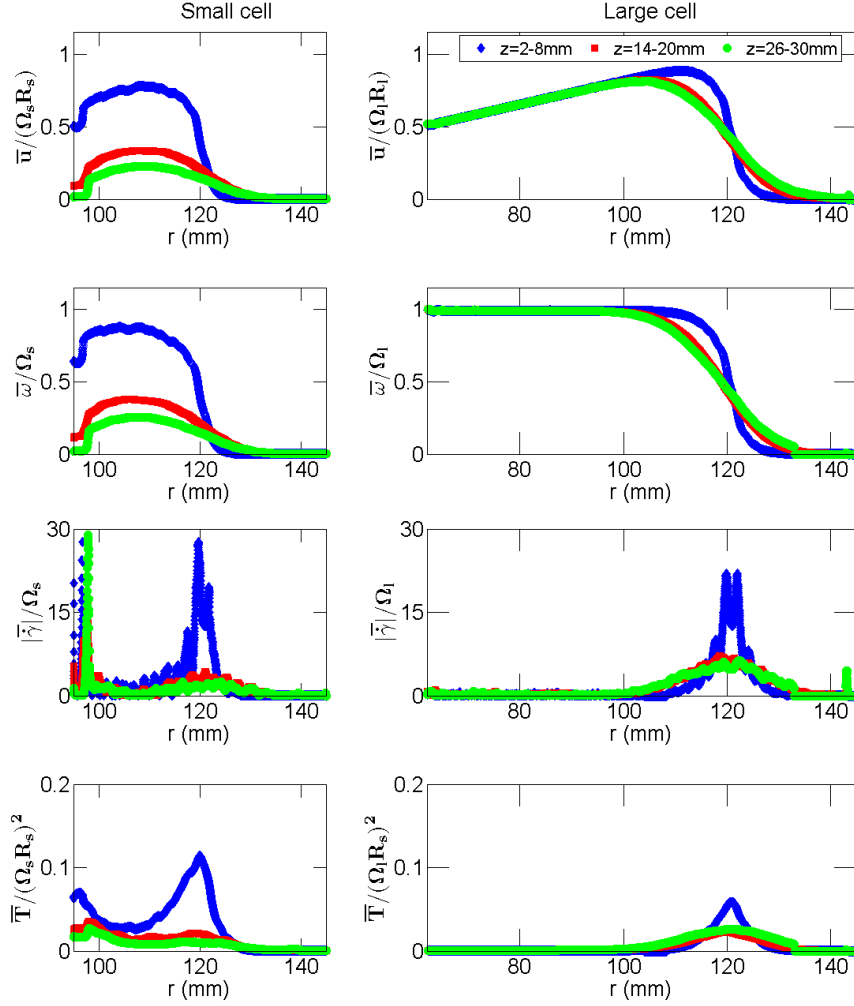 Small cell
Large cell
z=2-8mm z=14-20mm z=26-30mm
u̅/(ΩₛRₛ)
1
0.5
0
100 120 140
r (mm)
u̅/(ΩₗRₗ)
1
0.5
0
80 100 120 140
r (mm)
ω̅/Ωₛ
1
0.5
0
100 120 140
r (mm)
ω̅/Ωₗ
1
0.5
0
80 100 120 140
r (mm)
|γ̇̅|/Ωₛ
30
15
0
100 120 140
r (mm)
|γ̇̅|/Ωₗ
30
15
0
80 100 120 140
r (mm)
T̅/(ΩₛRₛ)²
0.2
0.1
0
100 120 140
r (mm)
T̅/(ΩₗRₛ)²
0.2
0.1
0
80 100 120 140
r (mm)